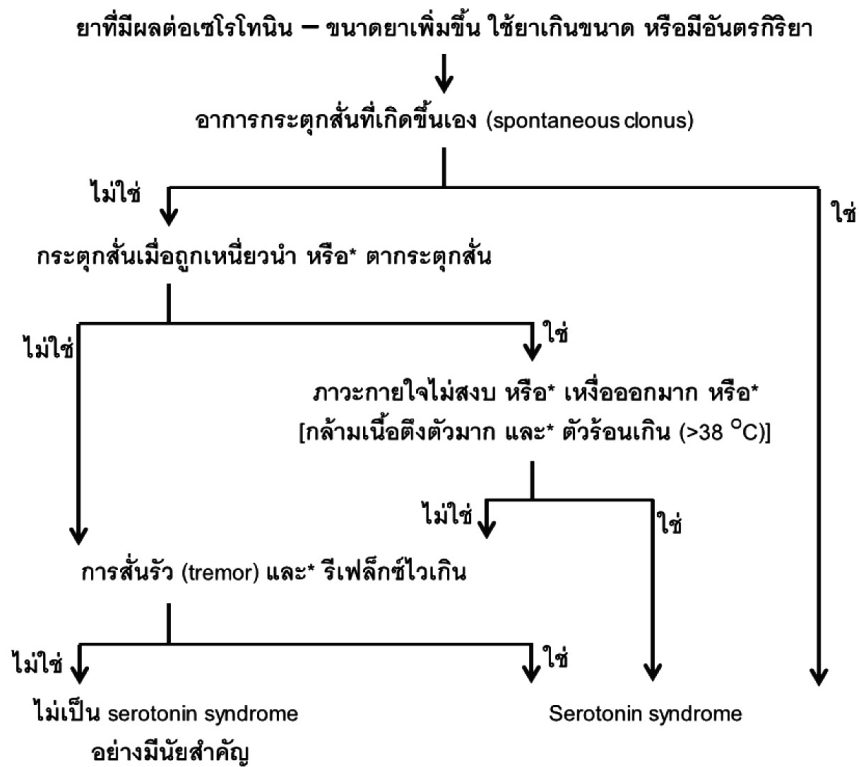 ยาที่มีผลต่อเซโรโทนิน – ขนาดยาเพิ่มขึ้น ใช้ยาเกินขนาด หรือมีอันตรกิริยา
อาการกระตุกสั่นที่เกิดขึ้นเอง (spontaneous clonus)
ไม่ใช่
ใช่
กระตุกสั่นเมื่อถูกเหนี่ยวนำ หรือ* ตากระตุกสั่น
ไม่ใช่
ใช่
ภาวะกายใจไม่สงบ หรือ* เหงื่อออกมาก หรือ*
[กล้ามเนื้อตึงตัวมาก และ* ตัวร้อนเกิน (>38 °C)]
ไม่ใช่
ใช่
การสั่นรัว (tremor) และ* รีเฟล็กซ์ไวเกิน
ไม่ใช่
ใช่
ไม่เป็น serotonin syndrome
อย่างมีนัยสำคัญ
Serotonin syndrome